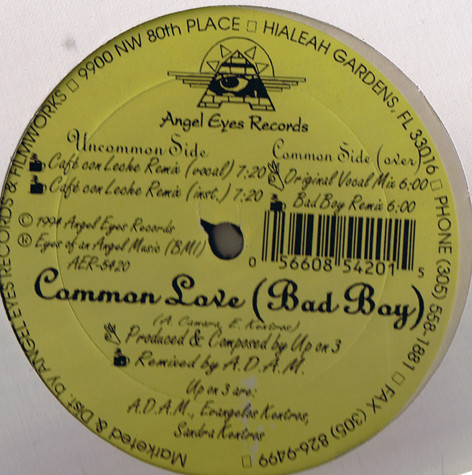 Marketed & Dist. by ANGEL EYES RECORDS & FILMWORKS □ 9900 NW 80th PLACE □ HIALEAH GARDENS, FL 33016 □ PHONE (305) 558-1881 □ FAX (305) 826-9499 □
Angel Eyes Records
Uncommon Side
Café con Leche Remix (vocal) 7:20
Café con Leche Remix (inst.) 7:20
Common Side (over)
Original Vocal Mix 6:00
Bad Boy Remix 6:00
© 1994 Angel Eyes Records
® Eyes of an Angel Music (BMI)
AER-5420
0 56608 54201 5
Common Love (Bad Boy)
(A. Camara, E. Kentros)
Produced & Composed by Up on 3
Remixed by A.D.A.M.
Up on 3 are:
A.D.A.M., Evangelos Kentros,
Sandra Kentros